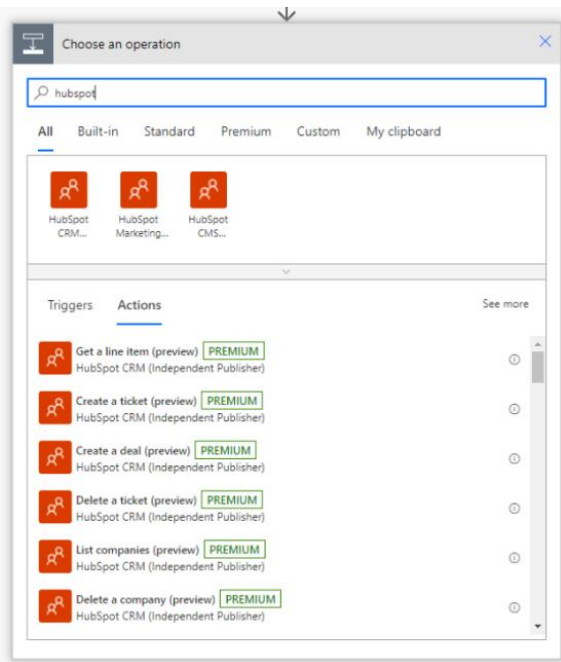 Choose an operation
hubspot
All Built-in Standard Premium Custom My clipboard
HubSpot CRM...
HubSpot Marketing...
HubSpot CMS...
Triggers Actions See more
Get a line item (preview) PREMIUM
HubSpot CRM (Independent Publisher)
Create a ticket (preview) PREMIUM
HubSpot CRM (Independent Publisher)
Create a deal (preview) PREMIUM
HubSpot CRM (Independent Publisher)
Delete a ticket (preview) PREMIUM
HubSpot CRM (Independent Publisher)
List companies (preview) PREMIUM
HubSpot CRM (Independent Publisher)
Delete a company (preview) PREMIUM
HubSpot CRM (Independent Publisher)